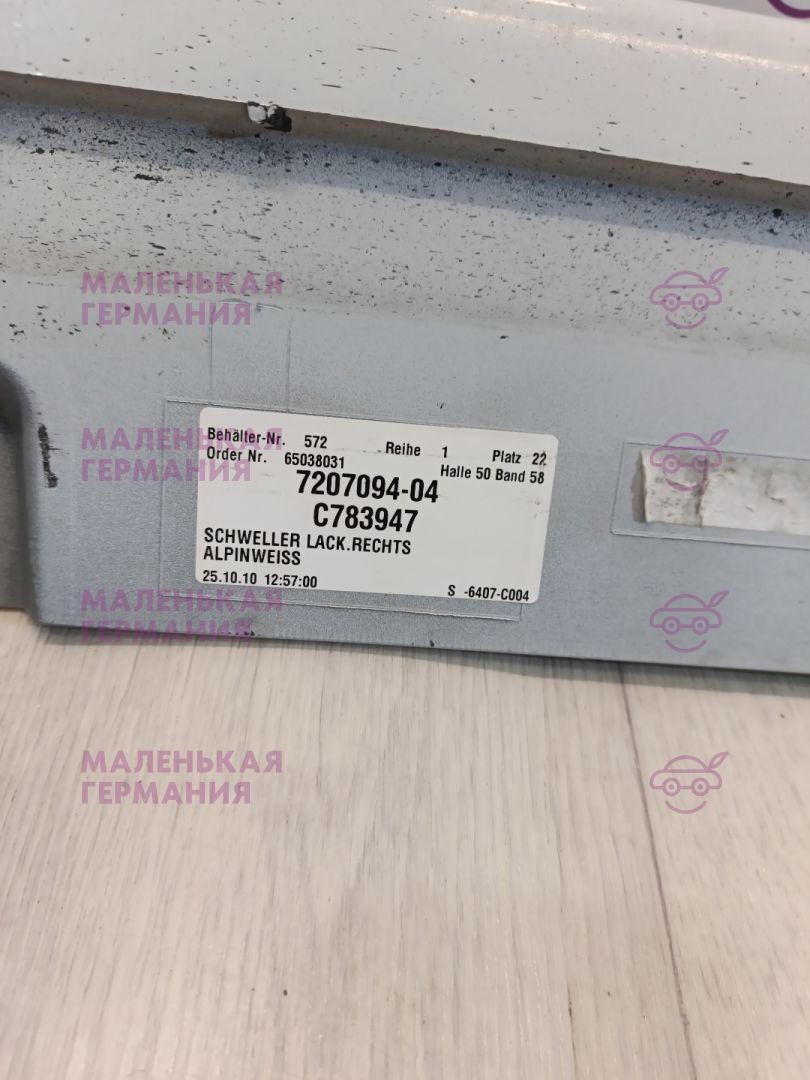 МАЛЕНЬКАЯ
ГЕРМАНИЯ
Behälter-Nr. 572 Reihe 1 Platz 22
Order Nr. 65038031 Halle 50 Band 58
7207094-04
C783947
SCHWELLER LACK.RECHTS
ALPINWEISS
25.10.10 12:57:00 S -6407-C004
МАЛЕНЬКАЯ
ГЕРМАНИЯ
МАЛЕНЬКАЯ
ГЕРМАНИЯ
МАЛЕНЬКАЯ
ГЕРМАНИЯ